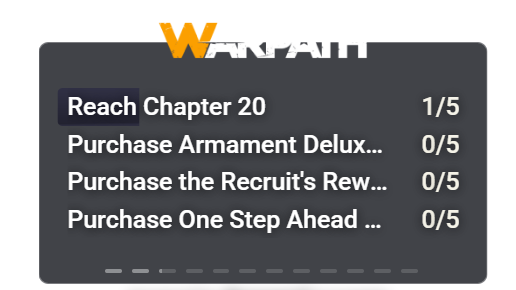 WARPATH
Reach Chapter 20 1/5
Purchase Armament Delux... 0/5
Purchase the Recruit's Rew... 0/5
Purchase One Step Ahead ... 0/5